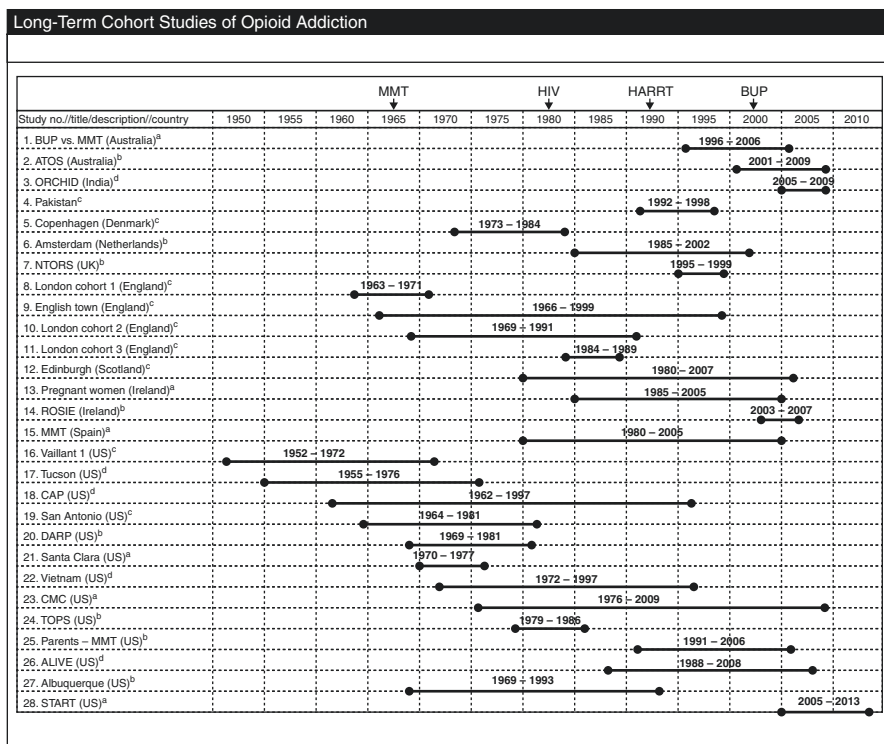 Long-Term Cohort Studies of Opioid Addiction
MMT HIV HARRT BUP
Study no.//title/description//country 1950 1955 1960 1965 1970 1975 1980 1985 1990 1995 2000 2005 2010
1. BUP vs. MMT (Australia)a 1996 – 2006
2. ATOS (Australia)b 2001 – 2009
3. ORCHID (India)d 2005 – 2009
4. Pakistanc 1992 – 1998
5. Copenhagen (Denmark)c 1973 – 1984
6. Amsterdam (Netherlands)b 1985 – 2002
7. NTORS (UK)b 1995 – 1999
8. London cohort 1 (England)c 1963 – 1971
9. English town (England)c 1966 – 1999
10. London cohort 2 (England)c 1969 – 1991
11. London cohort 3 (England)c 1984 – 1989
12. Edinburgh (Scotland)c 1980 – 2007
13. Pregnant women (Ireland)a 1985 – 2005
14. ROSIE (Ireland)b 2003 – 2007
15. MMT (Spain)a 1980 – 2005
16. Vaillant 1 (US)c 1952 – 1972
17. Tucson (US)d 1955 – 1976
18. CAP (US)d 1962 – 1997
19. San Antonio (US)c 1964 – 1981
20. DARP (US)b 1969 – 1981
21. Santa Clara (US)a 1970 – 1977
22. Vietnam (US)d 1972 – 1997
23. CMC (US)a 1976 – 2009
24. TOPS (US)b 1979 – 1986
25. Parents – MMT (US)b 1991 – 2006
26. ALIVE (US)d 1988 – 2008
27. Albuquerque (US)b 1969 – 1993
28. START (US)a 2005 – 2013